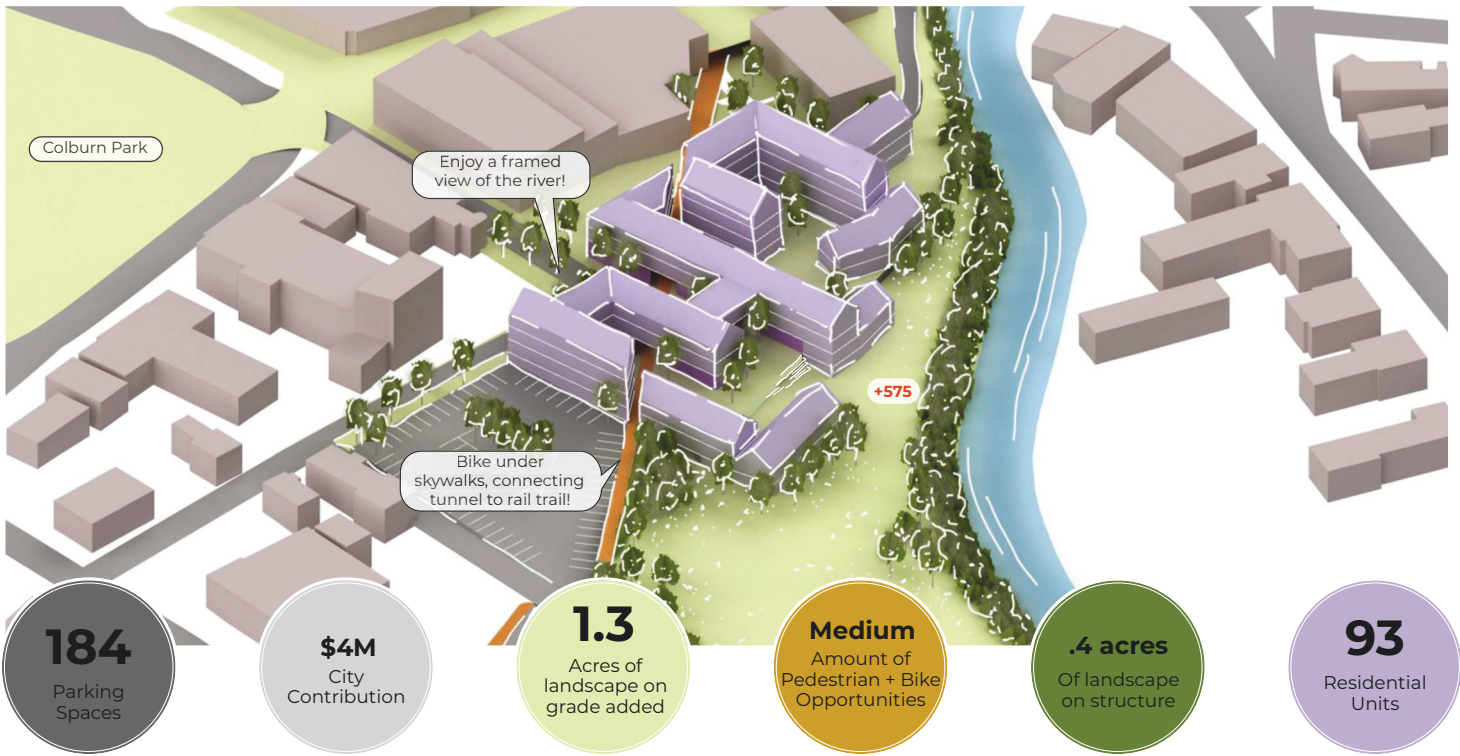 Colburn Park
Enjoy a framed
view of the river!
+575
Bike under
skywalks, connecting
tunnel to rail trail!
184
Parking
Spaces
$4M
City
Contribution
1.3
Acres of
landscape on
grade added
Medium
Amount of
Pedestrian + Bike
Opportunities
.4 acres
Of landscape
on structure
93
Residential
Units